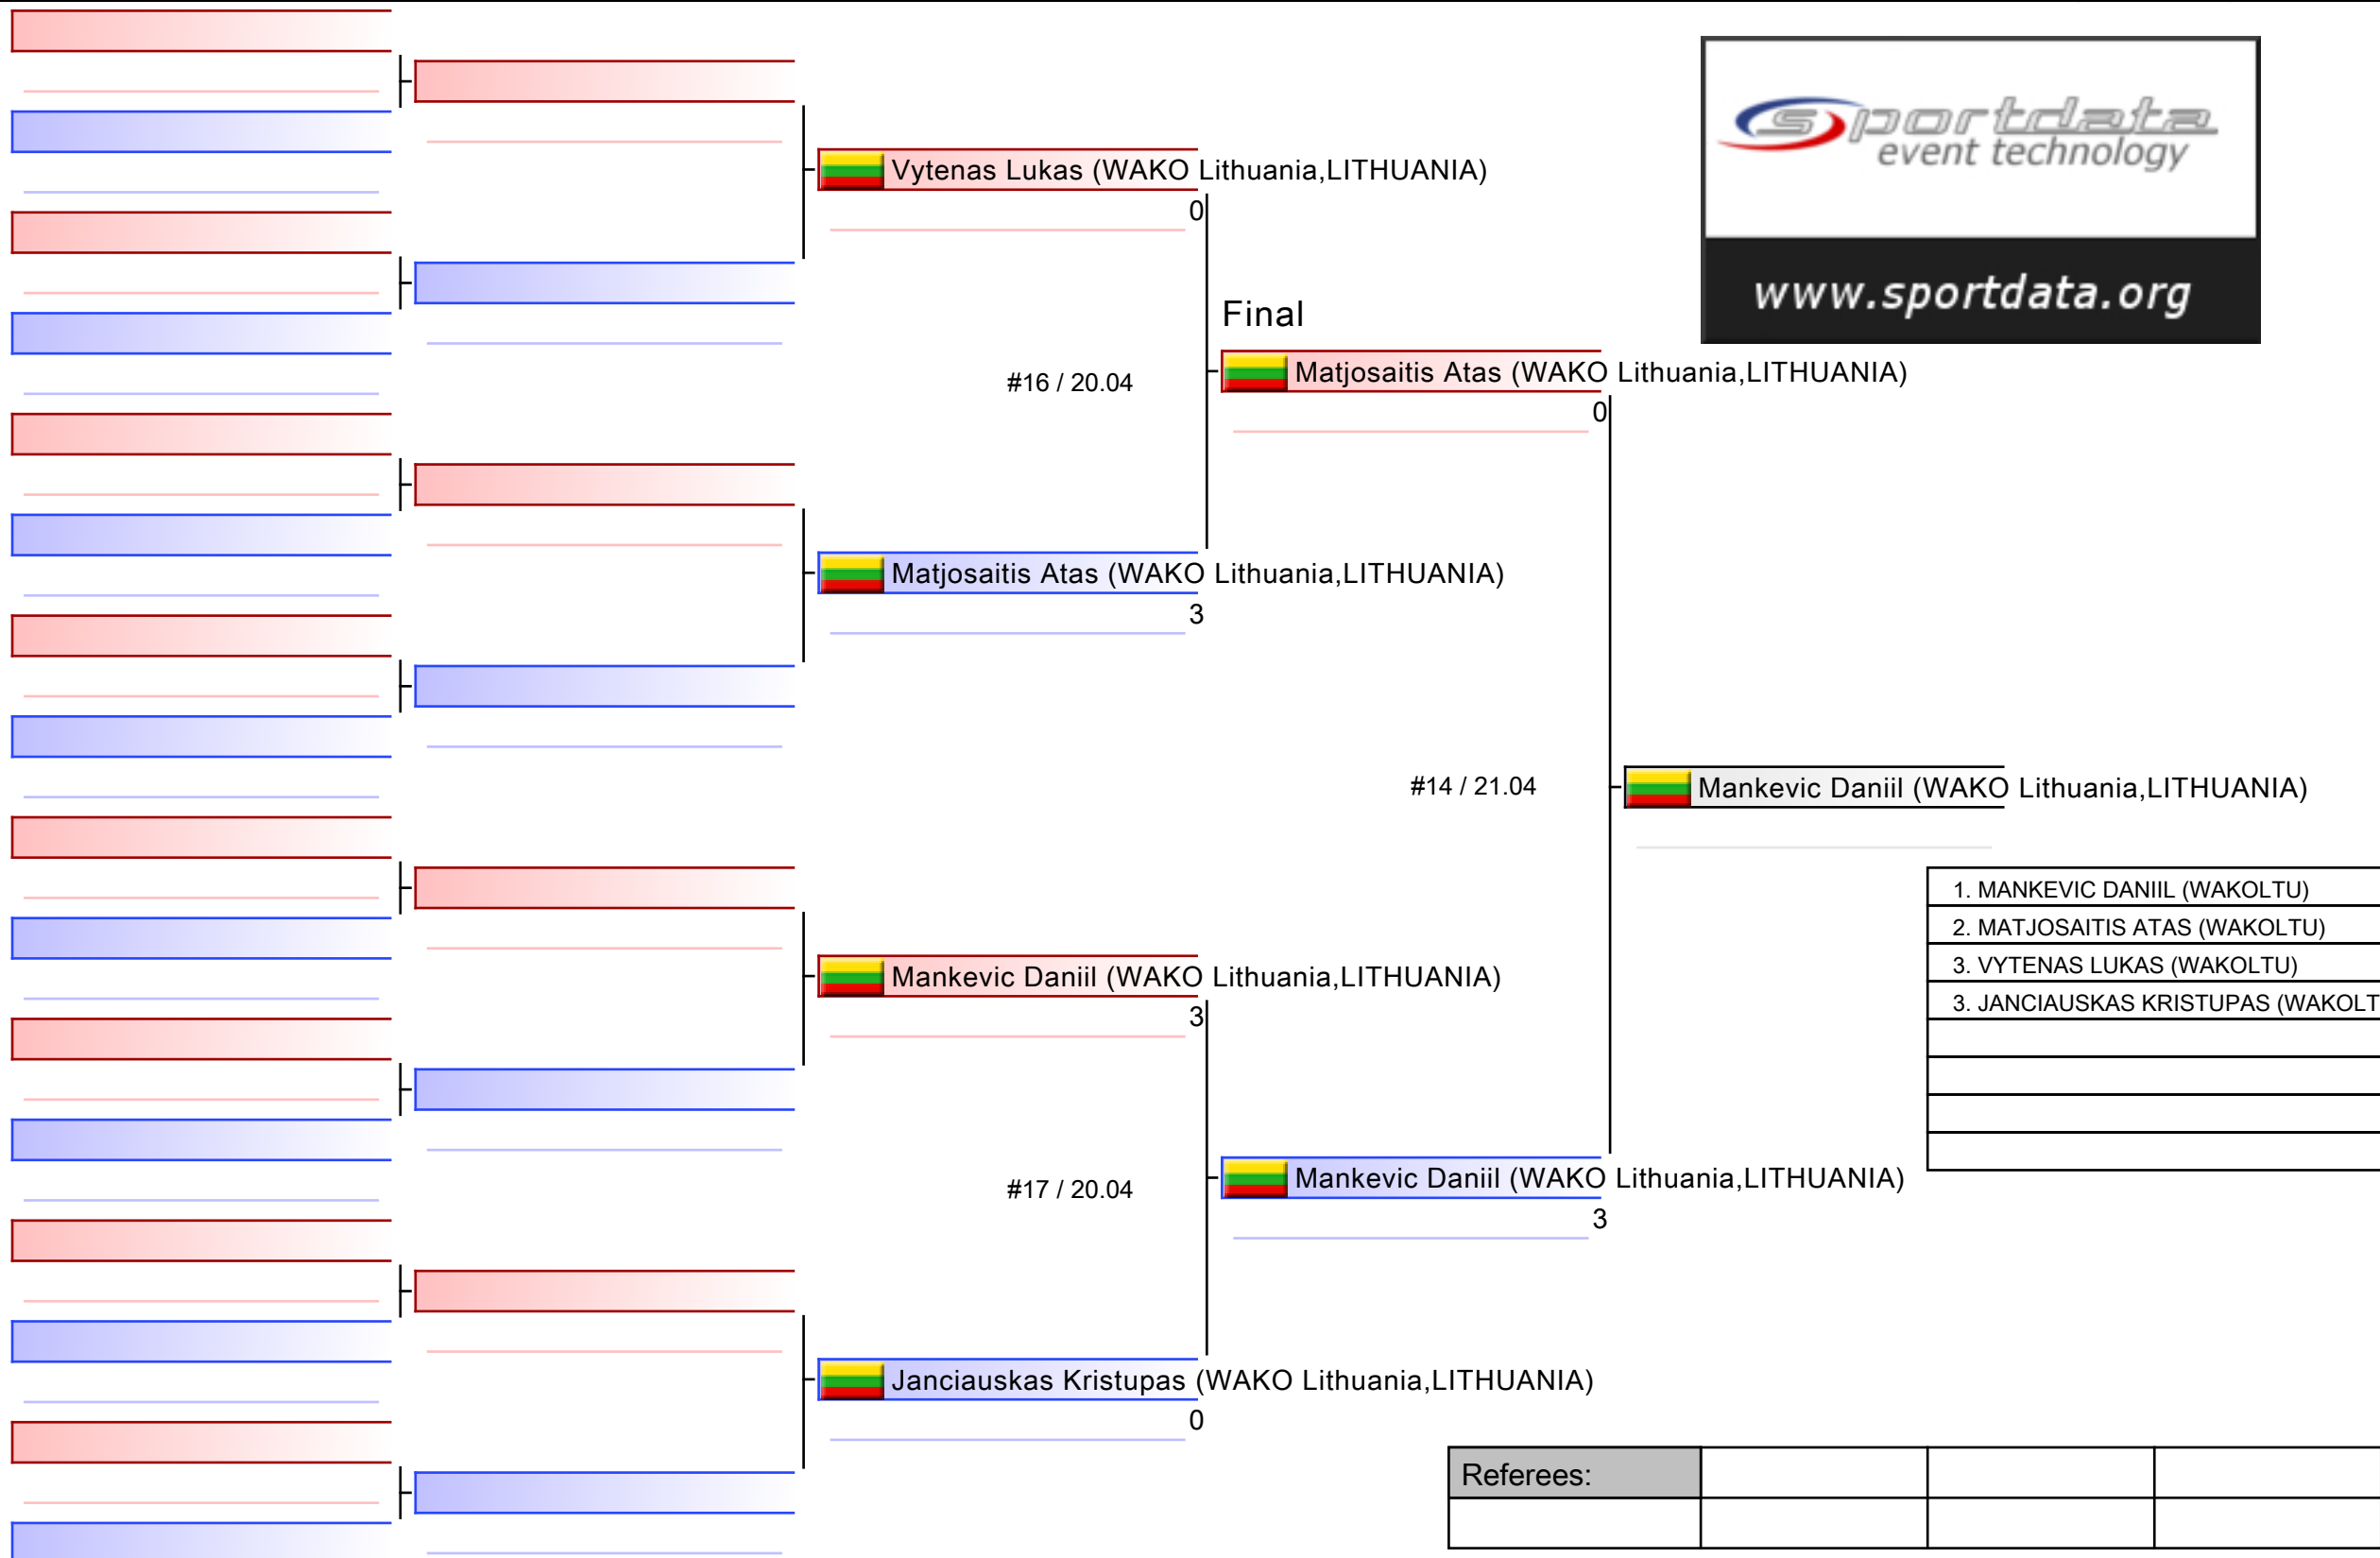 sportdata
event technology
www.sportdata.org
Vytenas Lukas (WAKO Lithuania,LITHUANIA)
0
Final
#16 / 20.04
Matjosaitis Atas (WAKO Lithuania,LITHUANIA)
0
Matjosaitis Atas (WAKO Lithuania,LITHUANIA)
3
#14 / 21.04
Mankevic Daniil (WAKO Lithuania,LITHUANIA)
1. MANKEVIC DANIIL (WAKOLTU)
2. MATJOSAITIS ATAS (WAKOLTU)
3. VYTENAS LUKAS (WAKOLTU)
3. JANCIAUSKAS KRISTUPAS (WAKOLT
Mankevic Daniil (WAKO Lithuania,LITHUANIA)
3
#17 / 20.04
Mankevic Daniil (WAKO Lithuania,LITHUANIA)
3
Janciauskas Kristupas (WAKO Lithuania,LITHUANIA)
0
Referees: